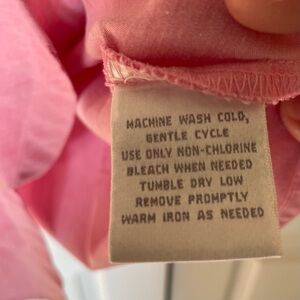 MACHINE WASH COLD,
GENTLE CYCLE
USE ONLY NON-CHLORINE
BLEACH WHEN NEEDED
TUMBLE DRY LOW
REMOVE PROMPTLY
WARM IRON AS NEEDED